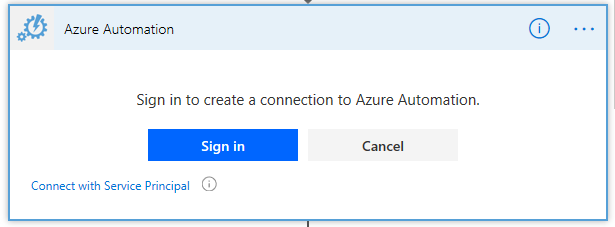 Azure Automation
Sign in to create a connection to Azure Automation.
Sign in
Cancel
Connect with Service Principal